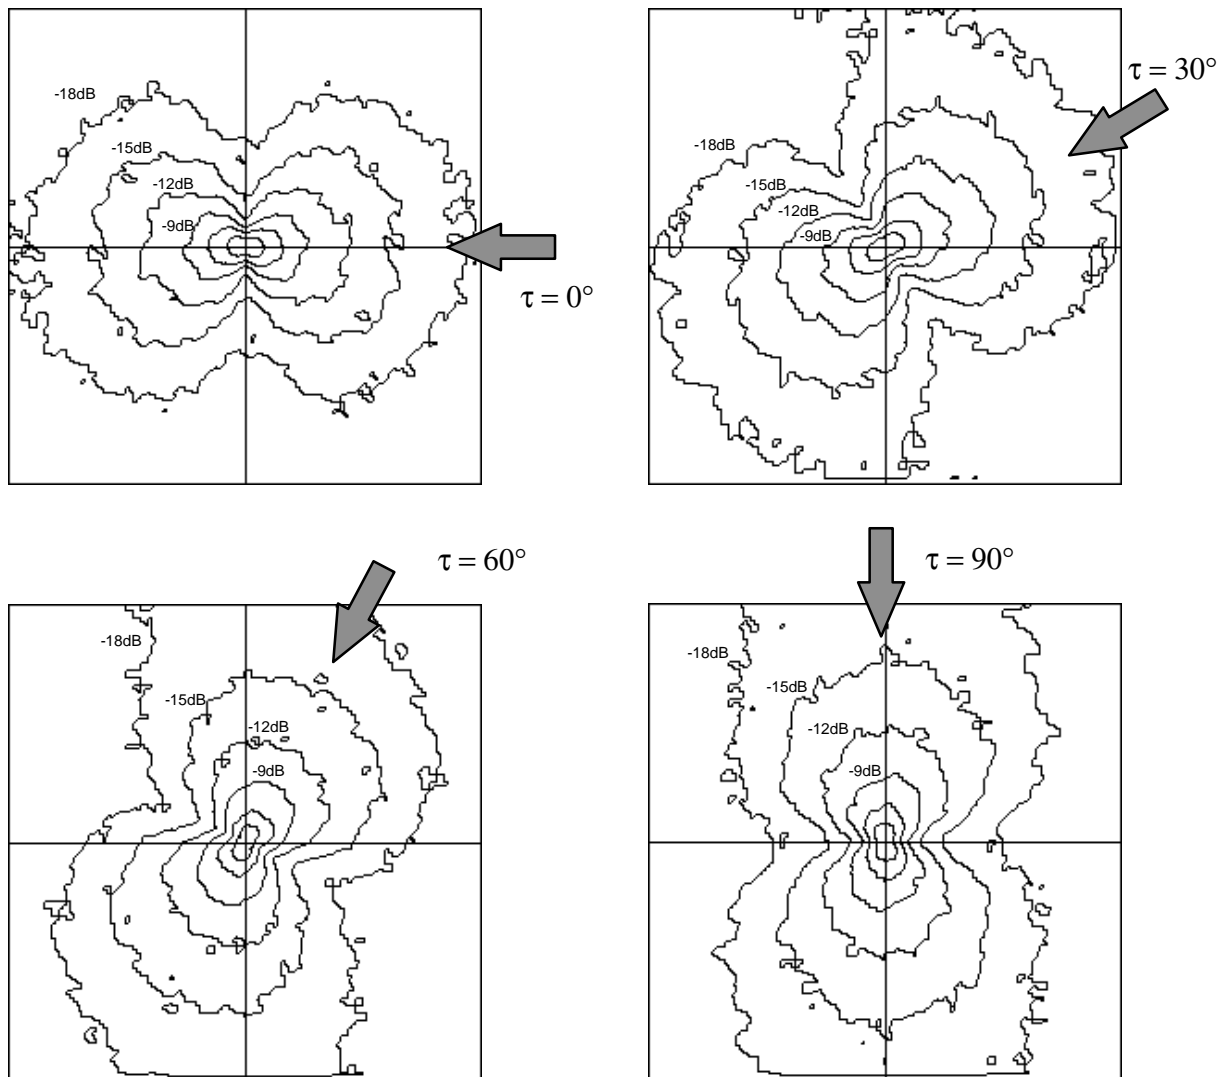 -18dB
-15dB
-12dB
-9dB
τ = 0°
τ = 30°
-18dB
-15dB
-12dB
-9dB
τ = 60°
-18dB
-15dB
-12dB
-9dB
τ = 90°
-18dB
-15dB
-12dB
-9dB